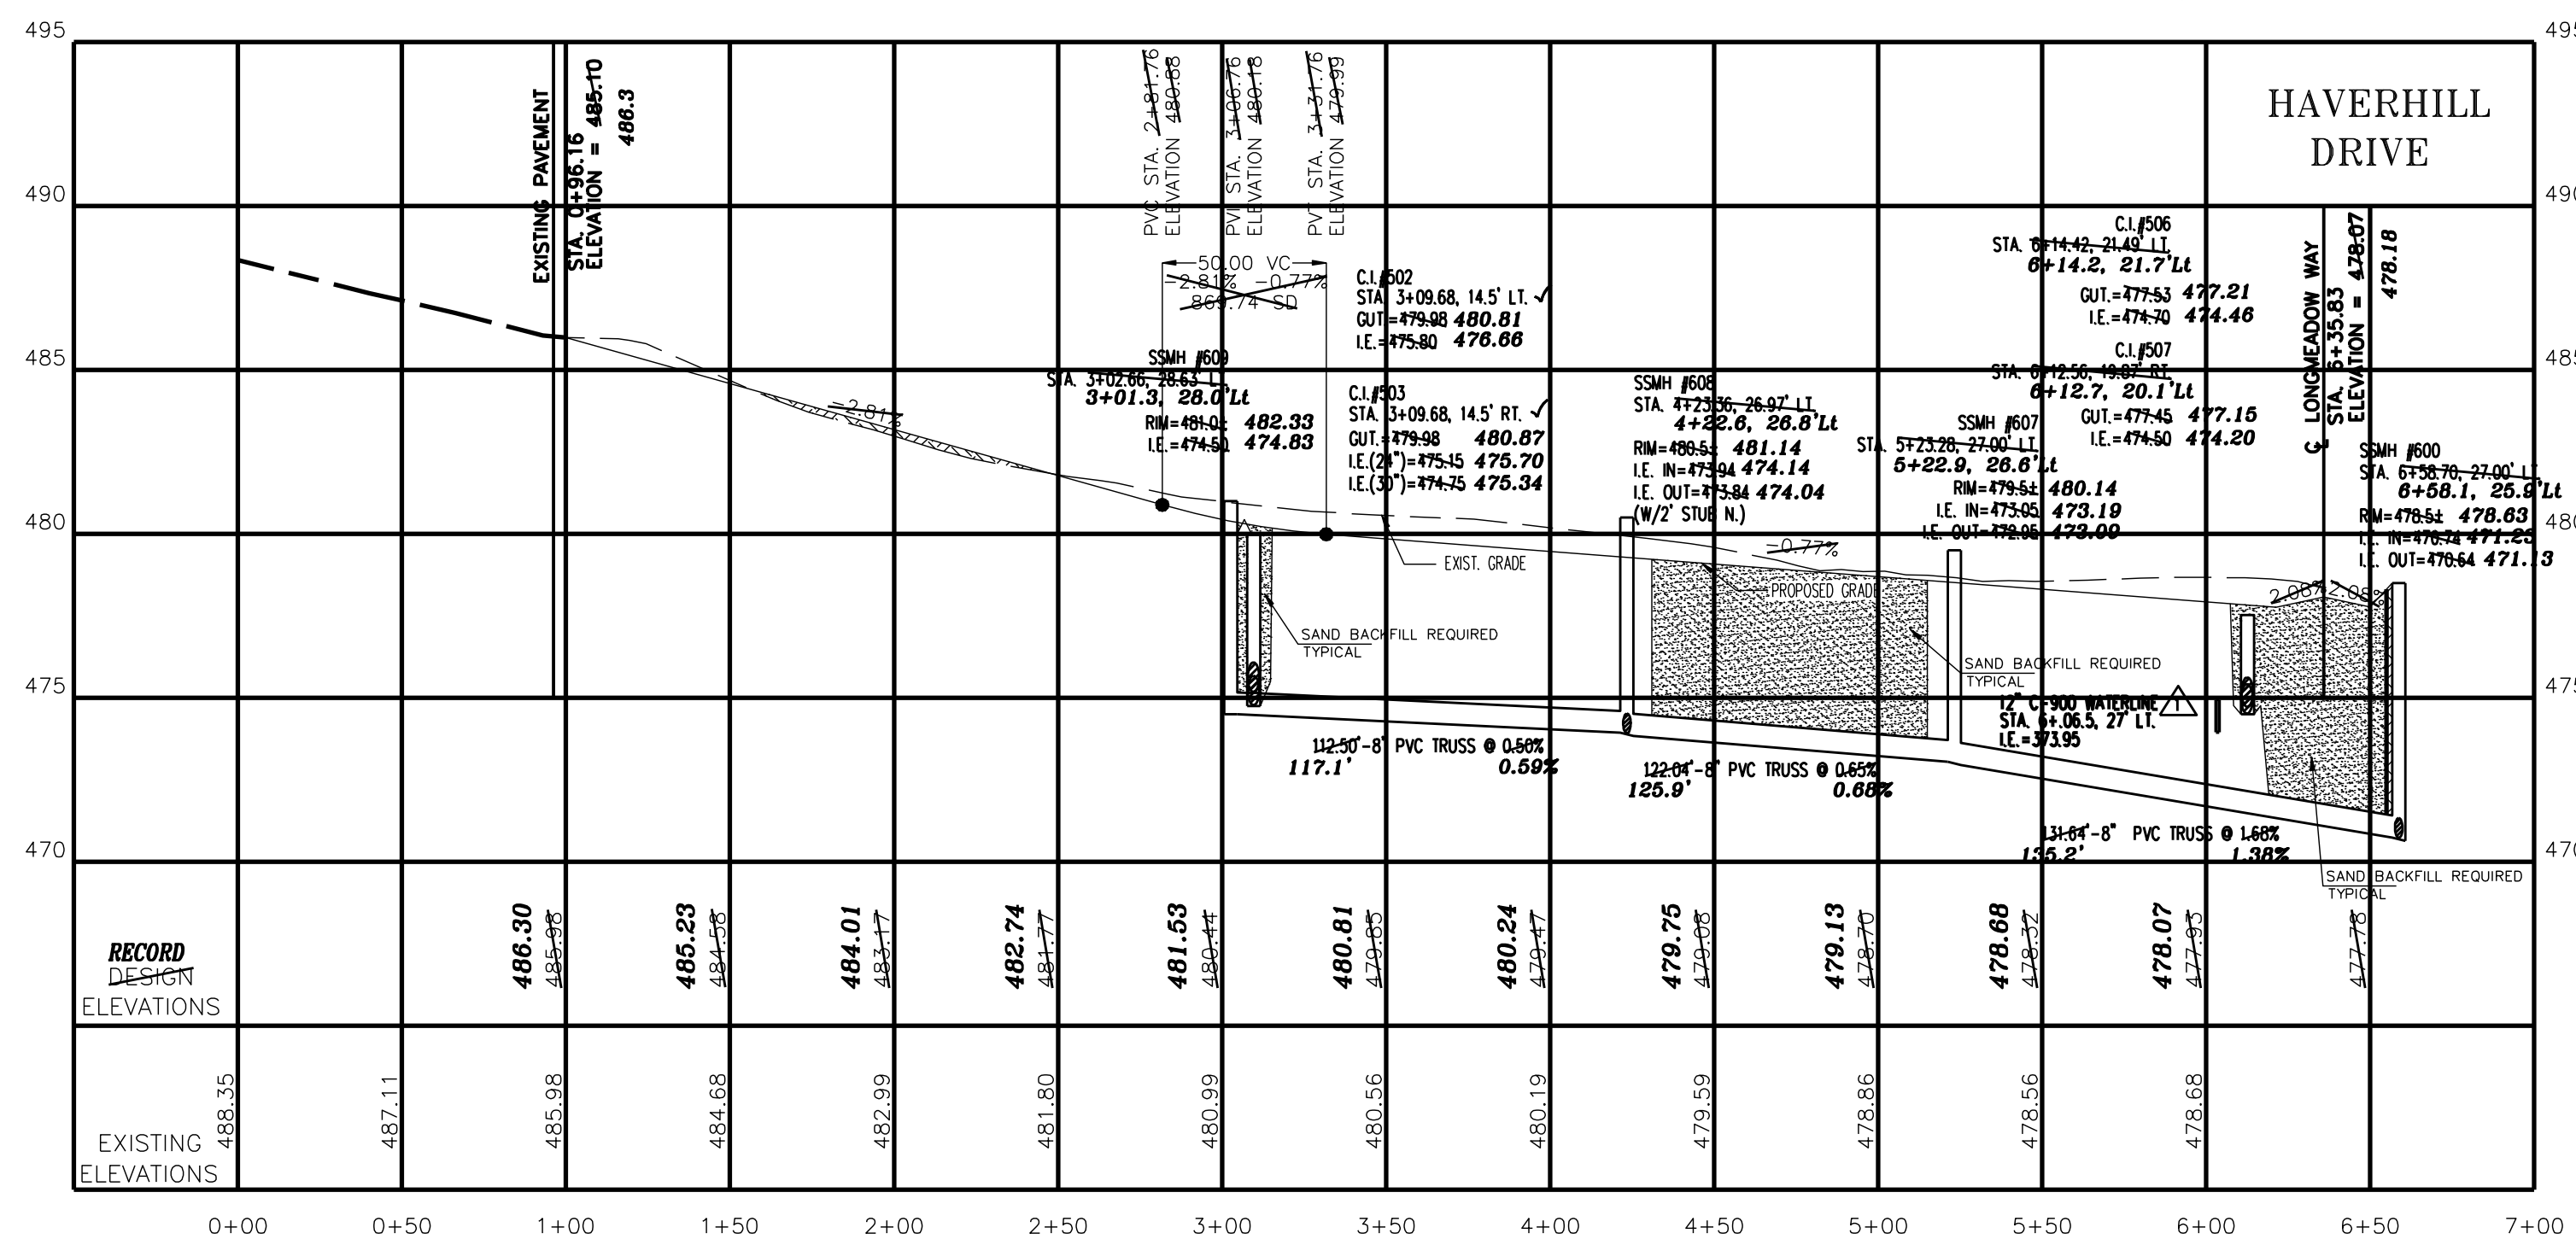 HAVERHILL
DRIVE
495
490
485
480
475
470
EXISTING PAVEMENT
STA. 0+96.16
ELEVATION = 485.10
486.3
PVC STA. 2+81.76
ELEVATION 480.88
PVI STA. 3+06.76
ELEVATION 480.18
PVT STA. 3+31.76
ELEVATION 479.99
50.00 VC
-2.81% -0.77%
869.74 SD
C.I.#502
STA. 3+09.68, 14.5' LT.
GUT.=479.98 480.81
I.E.=475.80 476.66
SSMH #609
STA. 3+02.66, 28.63' LT.
3+01.3, 28.0'Lt
RIM=481.0± 482.33
I.E.=474.50 474.83
C.I.#503
STA. 3+09.68, 14.5' RT.
GUT.=479.98 480.87
I.E.(24")=475.15 475.70
I.E.(30")=474.75 475.34
SSMH #608
STA. 4+23.36, 26.97' LT.
4+22.6, 26.8'Lt
RIM=480.5± 481.14
I.E. IN=473.94 474.14
I.E. OUT=473.84 474.04
(W/2' STUB N.)
C.I.#506
STA. 6+14.42, 21.49' LT.
6+14.2, 21.7'Lt
GUT.=477.53 477.21
I.E.=474.70 474.46
C.I.#507
STA. 6+12.56, 19.87' RT.
6+12.7, 20.1'Lt
GUT.=477.45 477.15
I.E.=474.50 474.20
SSMH #607
STA. 5+23.28, 27.00' LT.
5+22.9, 26.6'Lt
RIM=479.5± 480.14
I.E. IN=473.05 473.19
I.E. OUT=472.95 473.09
LONGMEADOW WAY
STA. 6+35.83
ELEVATION = 478.07
478.18
SSMH #600
STA. 6+58.70, 27.00' LT.
6+58.1, 25.9'Lt
RIM=478.5± 478.63
I.E. IN=470.74 471.23
I.E. OUT=470.64 471.13
-2.81%
-0.77%
2.08% 2.08%
EXIST. GRADE
PROPOSED GRADE
SAND BACKFILL REQUIRED
TYPICAL
SAND BACKFILL REQUIRED
TYPICAL
12" C-900 WATERLINE
STA. 6+.06.5, 27' LT.
I.E.=373.95
1
112.50'-8" PVC TRUSS @ 0.50%
117.1' 0.59%
122.04'-8" PVC TRUSS @ 0.65%
125.9' 0.68%
131.64'-8" PVC TRUSS @ 1.68%
135.2' 1.38%
SAND BACKFILL REQUIRED
TYPICAL
RECORD
DESIGN
ELEVATIONS
486.30 485.98
485.23 484.58
484.01 483.17
482.74 481.77
481.53 480.44
480.81 479.85
480.24 479.47
479.75 479.08
479.13 478.70
478.68 478.32
478.07 477.93
477.78
EXISTING
ELEVATIONS
488.35 487.11 485.98 484.68 482.99 481.80 480.99 480.56 480.19 479.59 478.86 478.56 478.68
0+00 0+50 1+00 1+50 2+00 2+50 3+00 3+50 4+00 4+50 5+00 5+50 6+00 6+50 7+00